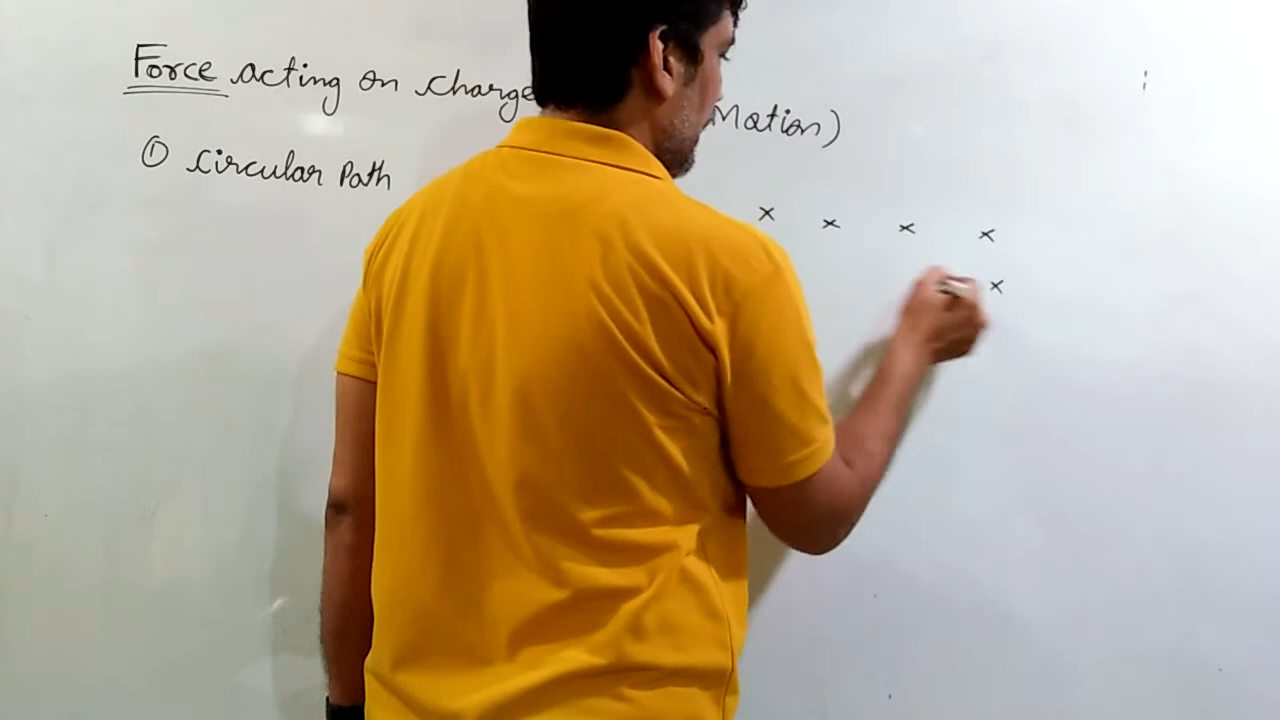 Force acting on charge Motion)
① circular Path
× × × ×
×